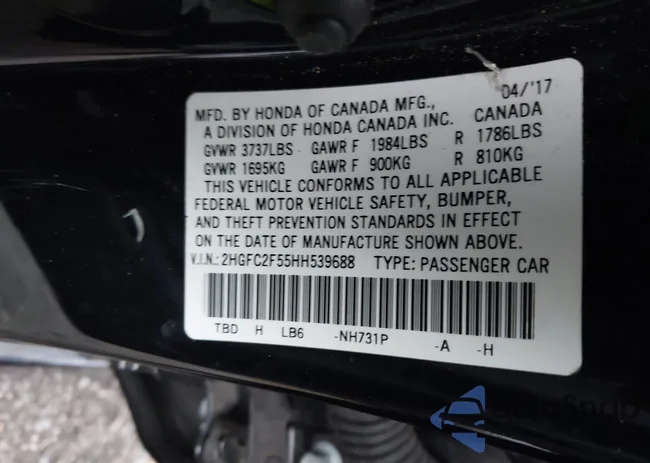 04/'17
MFD. BY HONDA OF CANADA MFG.,
A DIVISION OF HONDA CANADA INC. CANADA
GVWR 3737LBS GAWR F 1984LBS R 1786LBS
GVWR 1695KG GAWR F 900KG R 810KG
THIS VEHICLE CONFORMS TO ALL APPLICABLE
FEDERAL MOTOR VEHICLE SAFETY, BUMPER,
AND THEFT PREVENTION STANDARDS IN EFFECT
ON THE DATE OF MANUFACTURE SHOWN ABOVE.
V.I.N.: 2HGFC2F55HH539688 TYPE: PASSENGER CAR
TBD H LB6 -NH731P -A -H
AutoSnap